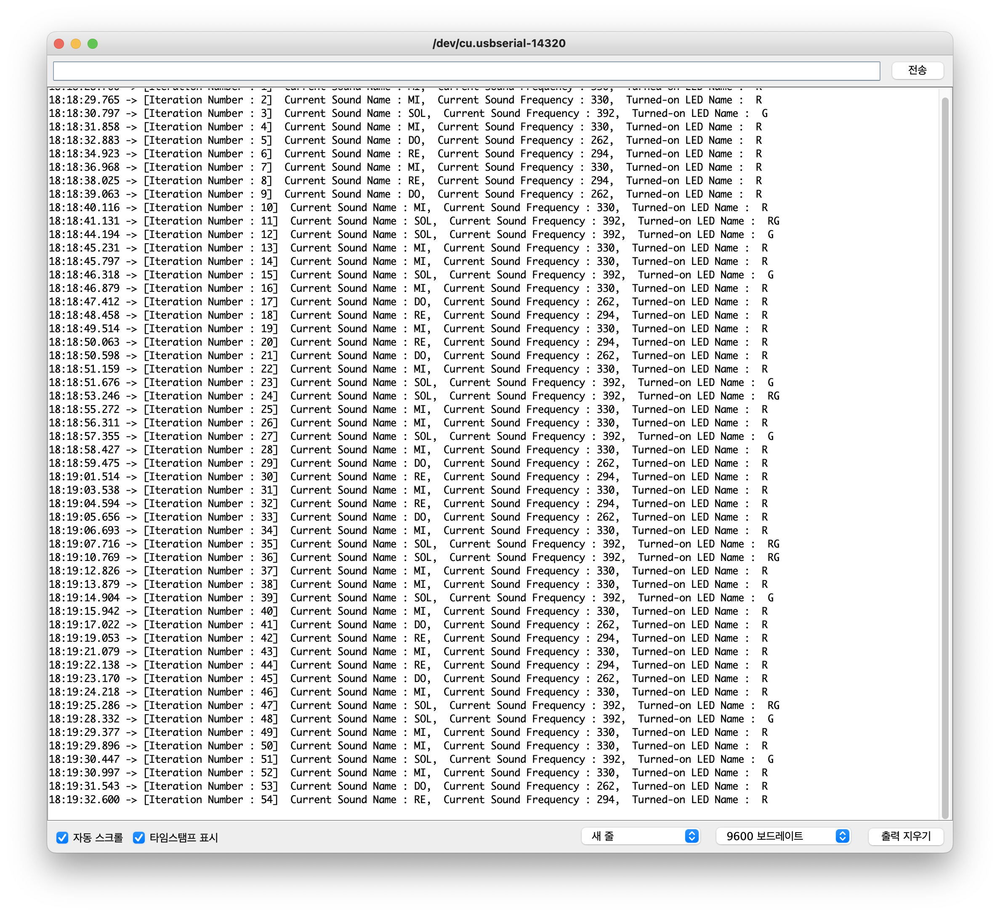 /dev/cu.usbserial-14320
전송
[Iteration Number : 1]  Current Sound Name : MI,  Current Sound Frequency : 330,  Turned-on LED Name :  R
18:18:29.765 -> [Iteration Number : 2]  Current Sound Name : MI,  Current Sound Frequency : 330,  Turned-on LED Name :  R
18:18:30.797 -> [Iteration Number : 3]  Current Sound Name : SOL,  Current Sound Frequency : 392,  Turned-on LED Name :  G
18:18:31.858 -> [Iteration Number : 4]  Current Sound Name : MI,  Current Sound Frequency : 330,  Turned-on LED Name :  R
18:18:32.883 -> [Iteration Number : 5]  Current Sound Name : DO,  Current Sound Frequency : 262,  Turned-on LED Name :  R
18:18:34.923 -> [Iteration Number : 6]  Current Sound Name : RE,  Current Sound Frequency : 294,  Turned-on LED Name :  R
18:18:36.968 -> [Iteration Number : 7]  Current Sound Name : MI,  Current Sound Frequency : 330,  Turned-on LED Name :  R
18:18:38.025 -> [Iteration Number : 8]  Current Sound Name : RE,  Current Sound Frequency : 294,  Turned-on LED Name :  R
18:18:39.063 -> [Iteration Number : 9]  Current Sound Name : DO,  Current Sound Frequency : 262,  Turned-on LED Name :  R
18:18:40.116 -> [Iteration Number : 10]  Current Sound Name : MI,  Current Sound Frequency : 330,  Turned-on LED Name :  R
18:18:41.131 -> [Iteration Number : 11]  Current Sound Name : SOL,  Current Sound Frequency : 392,  Turned-on LED Name :  RG
18:18:44.194 -> [Iteration Number : 12]  Current Sound Name : SOL,  Current Sound Frequency : 392,  Turned-on LED Name :  G
18:18:45.231 -> [Iteration Number : 13]  Current Sound Name : MI,  Current Sound Frequency : 330,  Turned-on LED Name :  R
18:18:45.797 -> [Iteration Number : 14]  Current Sound Name : MI,  Current Sound Frequency : 330,  Turned-on LED Name :  R
18:18:46.318 -> [Iteration Number : 15]  Current Sound Name : SOL,  Current Sound Frequency : 392,  Turned-on LED Name :  G
18:18:46.879 -> [Iteration Number : 16]  Current Sound Name : MI,  Current Sound Frequency : 330,  Turned-on LED Name :  R
18:18:47.412 -> [Iteration Number : 17]  Current Sound Name : DO,  Current Sound Frequency : 262,  Turned-on LED Name :  R
18:18:48.458 -> [Iteration Number : 18]  Current Sound Name : RE,  Current Sound Frequency : 294,  Turned-on LED Name :  R
18:18:49.514 -> [Iteration Number : 19]  Current Sound Name : MI,  Current Sound Frequency : 330,  Turned-on LED Name :  R
18:18:50.063 -> [Iteration Number : 20]  Current Sound Name : RE,  Current Sound Frequency : 294,  Turned-on LED Name :  R
18:18:50.598 -> [Iteration Number : 21]  Current Sound Name : DO,  Current Sound Frequency : 262,  Turned-on LED Name :  R
18:18:51.159 -> [Iteration Number : 22]  Current Sound Name : MI,  Current Sound Frequency : 330,  Turned-on LED Name :  R
18:18:51.676 -> [Iteration Number : 23]  Current Sound Name : SOL,  Current Sound Frequency : 392,  Turned-on LED Name :  G
18:18:53.246 -> [Iteration Number : 24]  Current Sound Name : SOL,  Current Sound Frequency : 392,  Turned-on LED Name :  RG
18:18:55.272 -> [Iteration Number : 25]  Current Sound Name : MI,  Current Sound Frequency : 330,  Turned-on LED Name :  R
18:18:56.311 -> [Iteration Number : 26]  Current Sound Name : MI,  Current Sound Frequency : 330,  Turned-on LED Name :  R
18:18:57.355 -> [Iteration Number : 27]  Current Sound Name : SOL,  Current Sound Frequency : 392,  Turned-on LED Name :  G
18:18:58.427 -> [Iteration Number : 28]  Current Sound Name : MI,  Current Sound Frequency : 330,  Turned-on LED Name :  R
18:18:59.475 -> [Iteration Number : 29]  Current Sound Name : DO,  Current Sound Frequency : 262,  Turned-on LED Name :  R
18:19:01.514 -> [Iteration Number : 30]  Current Sound Name : RE,  Current Sound Frequency : 294,  Turned-on LED Name :  R
18:19:03.538 -> [Iteration Number : 31]  Current Sound Name : MI,  Current Sound Frequency : 330,  Turned-on LED Name :  R
18:19:04.594 -> [Iteration Number : 32]  Current Sound Name : RE,  Current Sound Frequency : 294,  Turned-on LED Name :  R
18:19:05.656 -> [Iteration Number : 33]  Current Sound Name : DO,  Current Sound Frequency : 262,  Turned-on LED Name :  R
18:19:06.693 -> [Iteration Number : 34]  Current Sound Name : MI,  Current Sound Frequency : 330,  Turned-on LED Name :  R
18:19:07.716 -> [Iteration Number : 35]  Current Sound Name : SOL,  Current Sound Frequency : 392,  Turned-on LED Name :  RG
18:19:10.769 -> [Iteration Number : 36]  Current Sound Name : SOL,  Current Sound Frequency : 392,  Turned-on LED Name :  RG
18:19:12.826 -> [Iteration Number : 37]  Current Sound Name : MI,  Current Sound Frequency : 330,  Turned-on LED Name :  R
18:19:13.879 -> [Iteration Number : 38]  Current Sound Name : MI,  Current Sound Frequency : 330,  Turned-on LED Name :  R
18:19:14.904 -> [Iteration Number : 39]  Current Sound Name : SOL,  Current Sound Frequency : 392,  Turned-on LED Name :  G
18:19:15.942 -> [Iteration Number : 40]  Current Sound Name : MI,  Current Sound Frequency : 330,  Turned-on LED Name :  R
18:19:17.022 -> [Iteration Number : 41]  Current Sound Name : DO,  Current Sound Frequency : 262,  Turned-on LED Name :  R
18:19:19.053 -> [Iteration Number : 42]  Current Sound Name : RE,  Current Sound Frequency : 294,  Turned-on LED Name :  R
18:19:21.079 -> [Iteration Number : 43]  Current Sound Name : MI,  Current Sound Frequency : 330,  Turned-on LED Name :  R
18:19:22.138 -> [Iteration Number : 44]  Current Sound Name : RE,  Current Sound Frequency : 294,  Turned-on LED Name :  R
18:19:23.170 -> [Iteration Number : 45]  Current Sound Name : DO,  Current Sound Frequency : 262,  Turned-on LED Name :  R
18:19:24.218 -> [Iteration Number : 46]  Current Sound Name : MI,  Current Sound Frequency : 330,  Turned-on LED Name :  R
18:19:25.286 -> [Iteration Number : 47]  Current Sound Name : SOL,  Current Sound Frequency : 392,  Turned-on LED Name :  RG
18:19:28.332 -> [Iteration Number : 48]  Current Sound Name : SOL,  Current Sound Frequency : 392,  Turned-on LED Name :  G
18:19:29.377 -> [Iteration Number : 49]  Current Sound Name : MI,  Current Sound Frequency : 330,  Turned-on LED Name :  R
18:19:29.896 -> [Iteration Number : 50]  Current Sound Name : MI,  Current Sound Frequency : 330,  Turned-on LED Name :  R
18:19:30.447 -> [Iteration Number : 51]  Current Sound Name : SOL,  Current Sound Frequency : 392,  Turned-on LED Name :  G
18:19:30.997 -> [Iteration Number : 52]  Current Sound Name : MI,  Current Sound Frequency : 330,  Turned-on LED Name :  R
18:19:31.543 -> [Iteration Number : 53]  Current Sound Name : DO,  Current Sound Frequency : 262,  Turned-on LED Name :  R
18:19:32.600 -> [Iteration Number : 54]  Current Sound Name : RE,  Current Sound Frequency : 294,  Turned-on LED Name :  R
자동 스크롤 타임스탬프 표시 새 줄 9600 보드레이트 출력 지우기